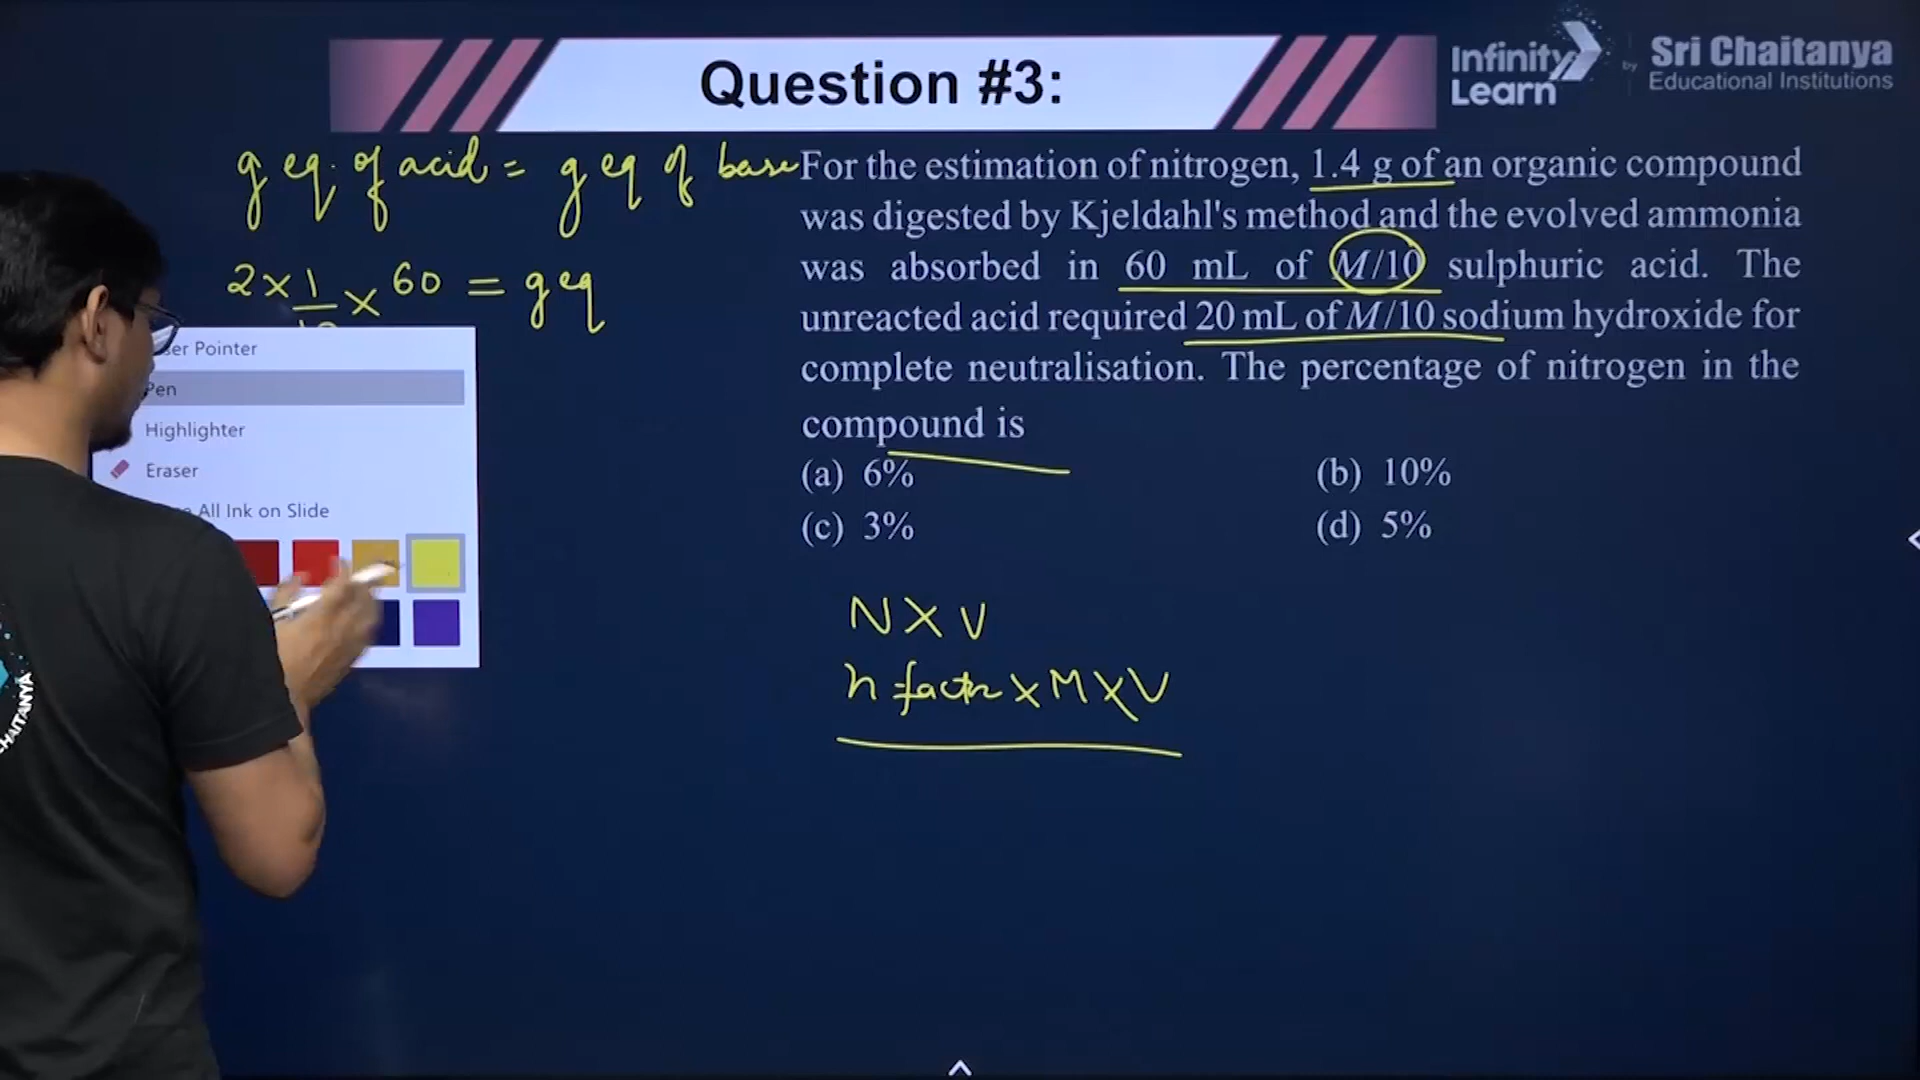 Question #3:
Infinity Learn by Sri Chaitanya Educational Institutions
g eq. of acid = g eq of base
2 × 1/10 × 60 = g eq
For the estimation of nitrogen, 1.4 g of an organic compound
was digested by Kjeldahl's method and the evolved ammonia
was absorbed in 60 mL of M/10 sulphuric acid. The
unreacted acid required 20 mL of M/10 sodium hydroxide for
complete neutralisation. The percentage of nitrogen in the
compound is
(a) 6% (b) 10%
(c) 3% (d) 5%
N X V
n factor x M x V
Pointer
Pen
Highlighter
Eraser
All Ink on Slide
CHAITANYA